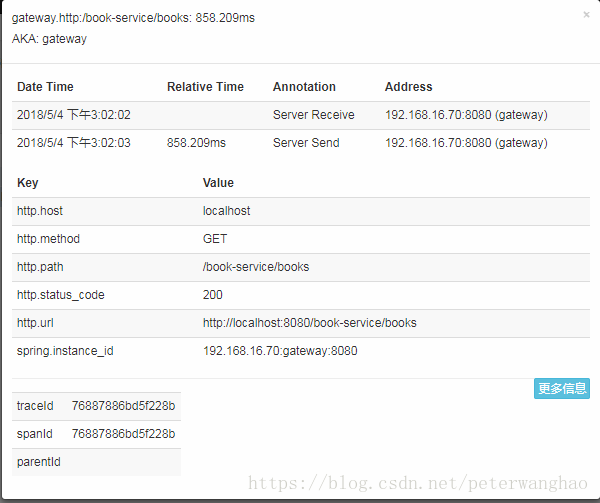 gateway.http:/book-service/books: 858.209ms ×
AKA: gateway
Date Time Relative Time Annotation Address
2018/5/4 下午3:02:02 Server Receive 192.168.16.70:8080 (gateway)
2018/5/4 下午3:02:03 858.209ms Server Send 192.168.16.70:8080 (gateway)
Key Value
http.host localhost
http.method GET
http.path /book-service/books
http.status_code 200
http.url http://localhost:8080/book-service/books
spring.instance_id 192.168.16.70:gateway:8080
更多信息
traceId 76887886bd5f228b
spanId 76887886bd5f228b
parentId
https://blog.csdn.net/peterwanghao